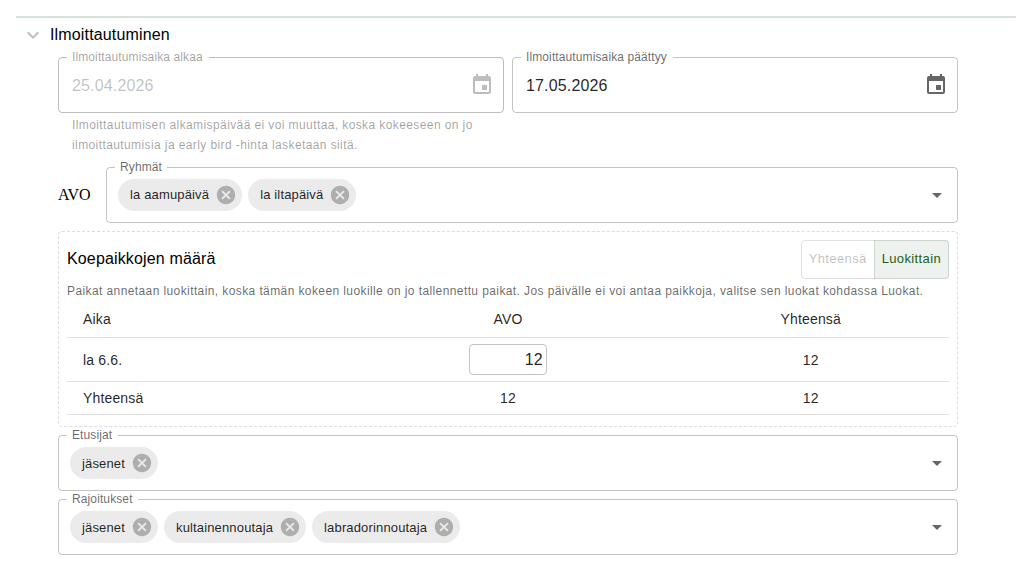 Ilmoittautuminen
Ilmoittautumisaika alkaa
25.04.2026
Ilmoittautumisaika päättyy
17.05.2026
Ilmoittautumisen alkamispäivää ei voi muuttaa, koska kokeeseen on jo
ilmoittautumisia ja early bird -hinta lasketaan siitä.
AVO
Ryhmät
la aamupäivä la iltapäivä
Koepaikkojen määrä
Yhteensä Luokittain
Paikat annetaan luokittain, koska tämän kokeen luokille on jo tallennettu paikat. Jos päivälle ei voi antaa paikkoja, valitse sen luokat kohdassa Luokat.
Aika AVO Yhteensä
la 6.6. 12 12
Yhteensä 12 12
Etusijat
jäsenet
Rajoitukset
jäsenet kultainennoutaja labradorinnoutaja